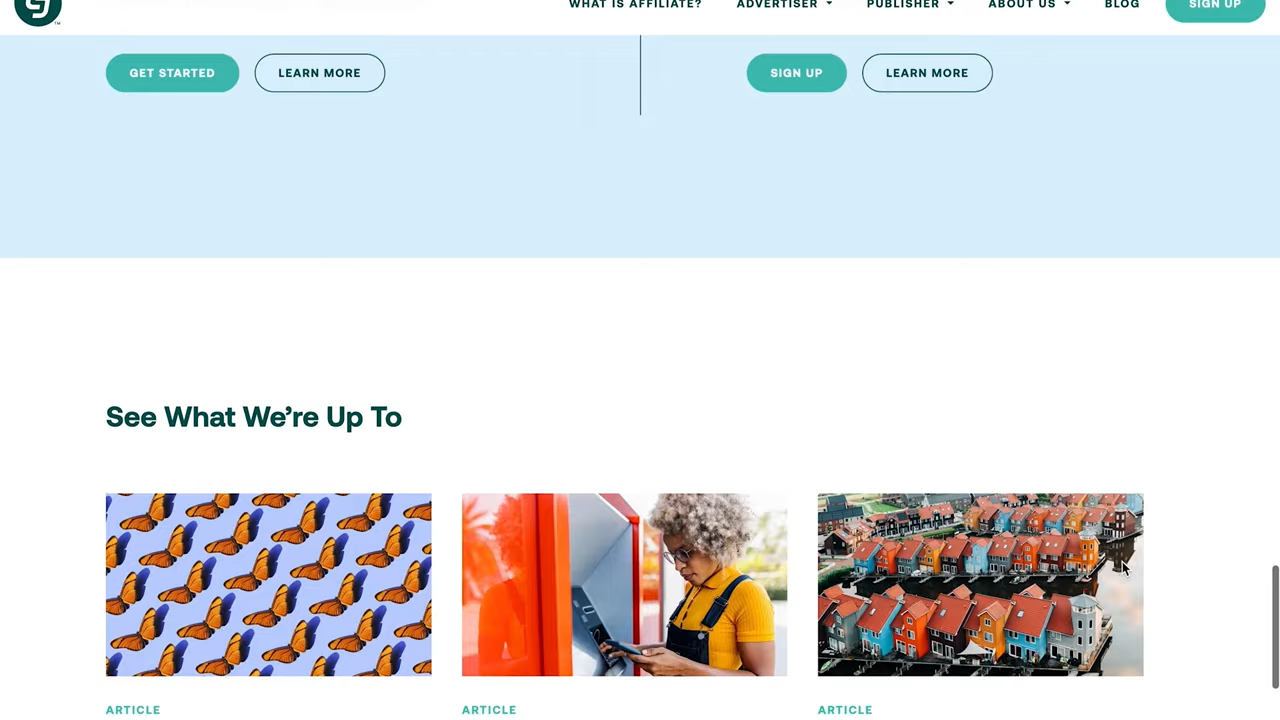 WHAT IS AFFILIATE? ADVERTISER PUBLISHER ABOUT US BLOG SIGN UP
GET STARTED LEARN MORE SIGN UP LEARN MORE
See What We’re Up To
ARTICLE ARTICLE ARTICLE